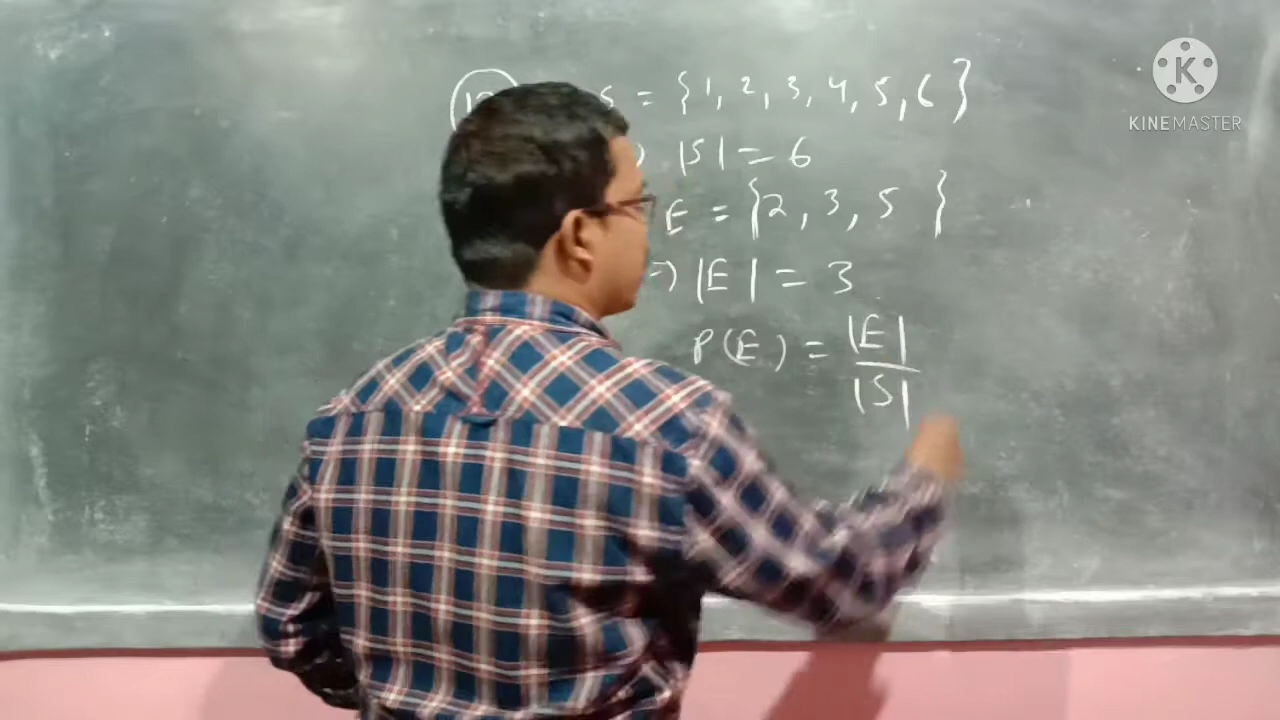 S = {1, 2, 3, 4, 5, 6}
|S| = 6
E = {2, 3, 5 }
=) |E| = 3
P(E) = |E|
|S|
K
KINEMASTER